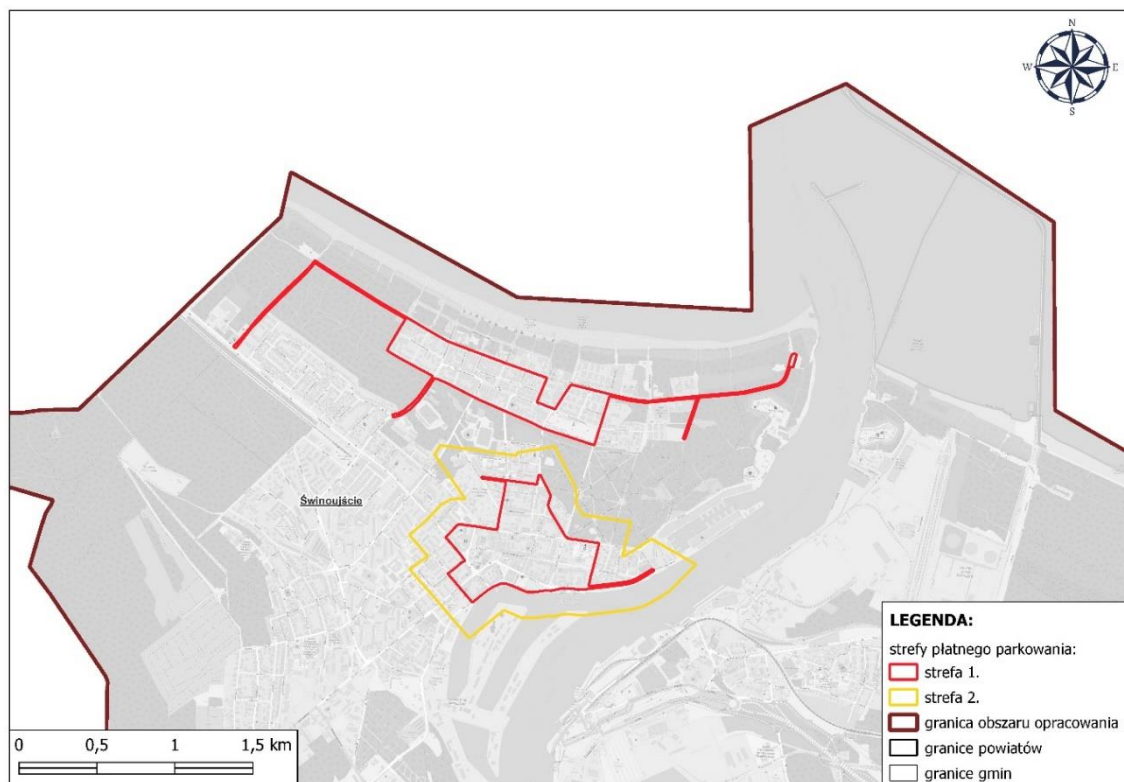 N
W E
S
Świnoujście
LEGENDA:
strefy płatnego parkowania:
strefa 1.
strefa 2.
granica obszaru opracowania
granice powiatów
granice gmin
0 0,5 1 1,5 km